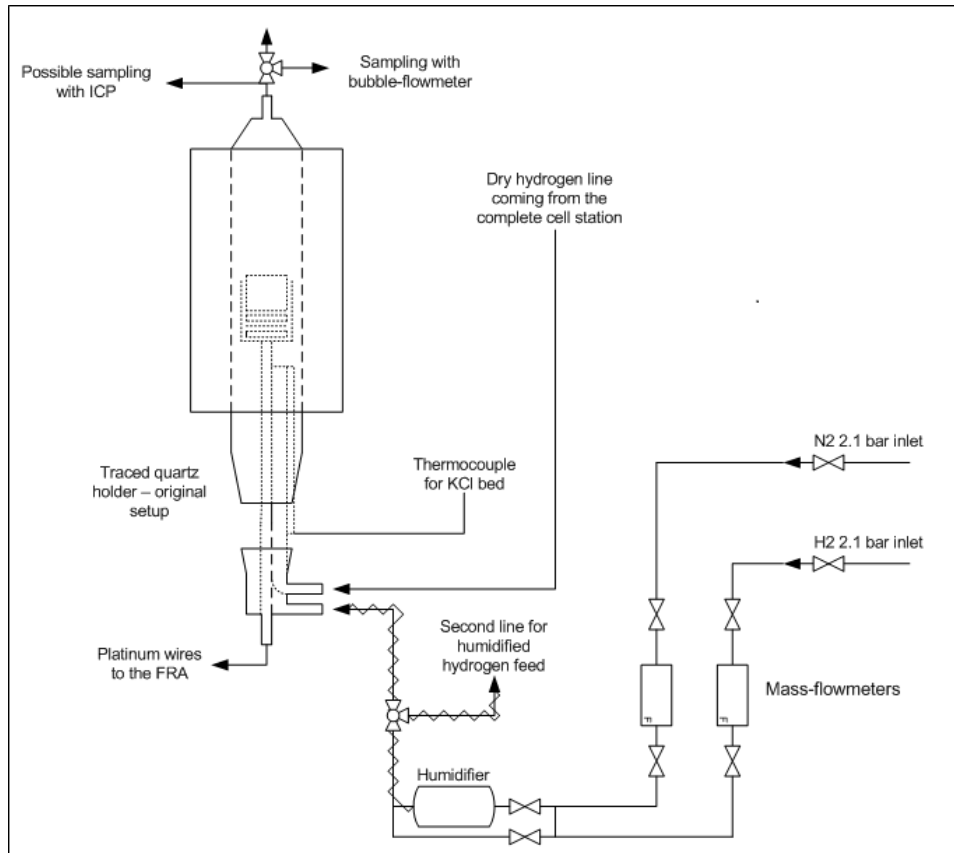 Possible sampling
with ICP
Sampling with
bubble-flowmeter
Dry hydrogen line
coming from the
complete cell station
Traced quartz
holder – original
setup
Thermocouple
for KCl bed
N2 2.1 bar inlet
H2 2.1 bar inlet
Platinum wires
to the FRA
Second line for
humidified
hydrogen feed
Mass-flowmeters
F
F
Humidifier